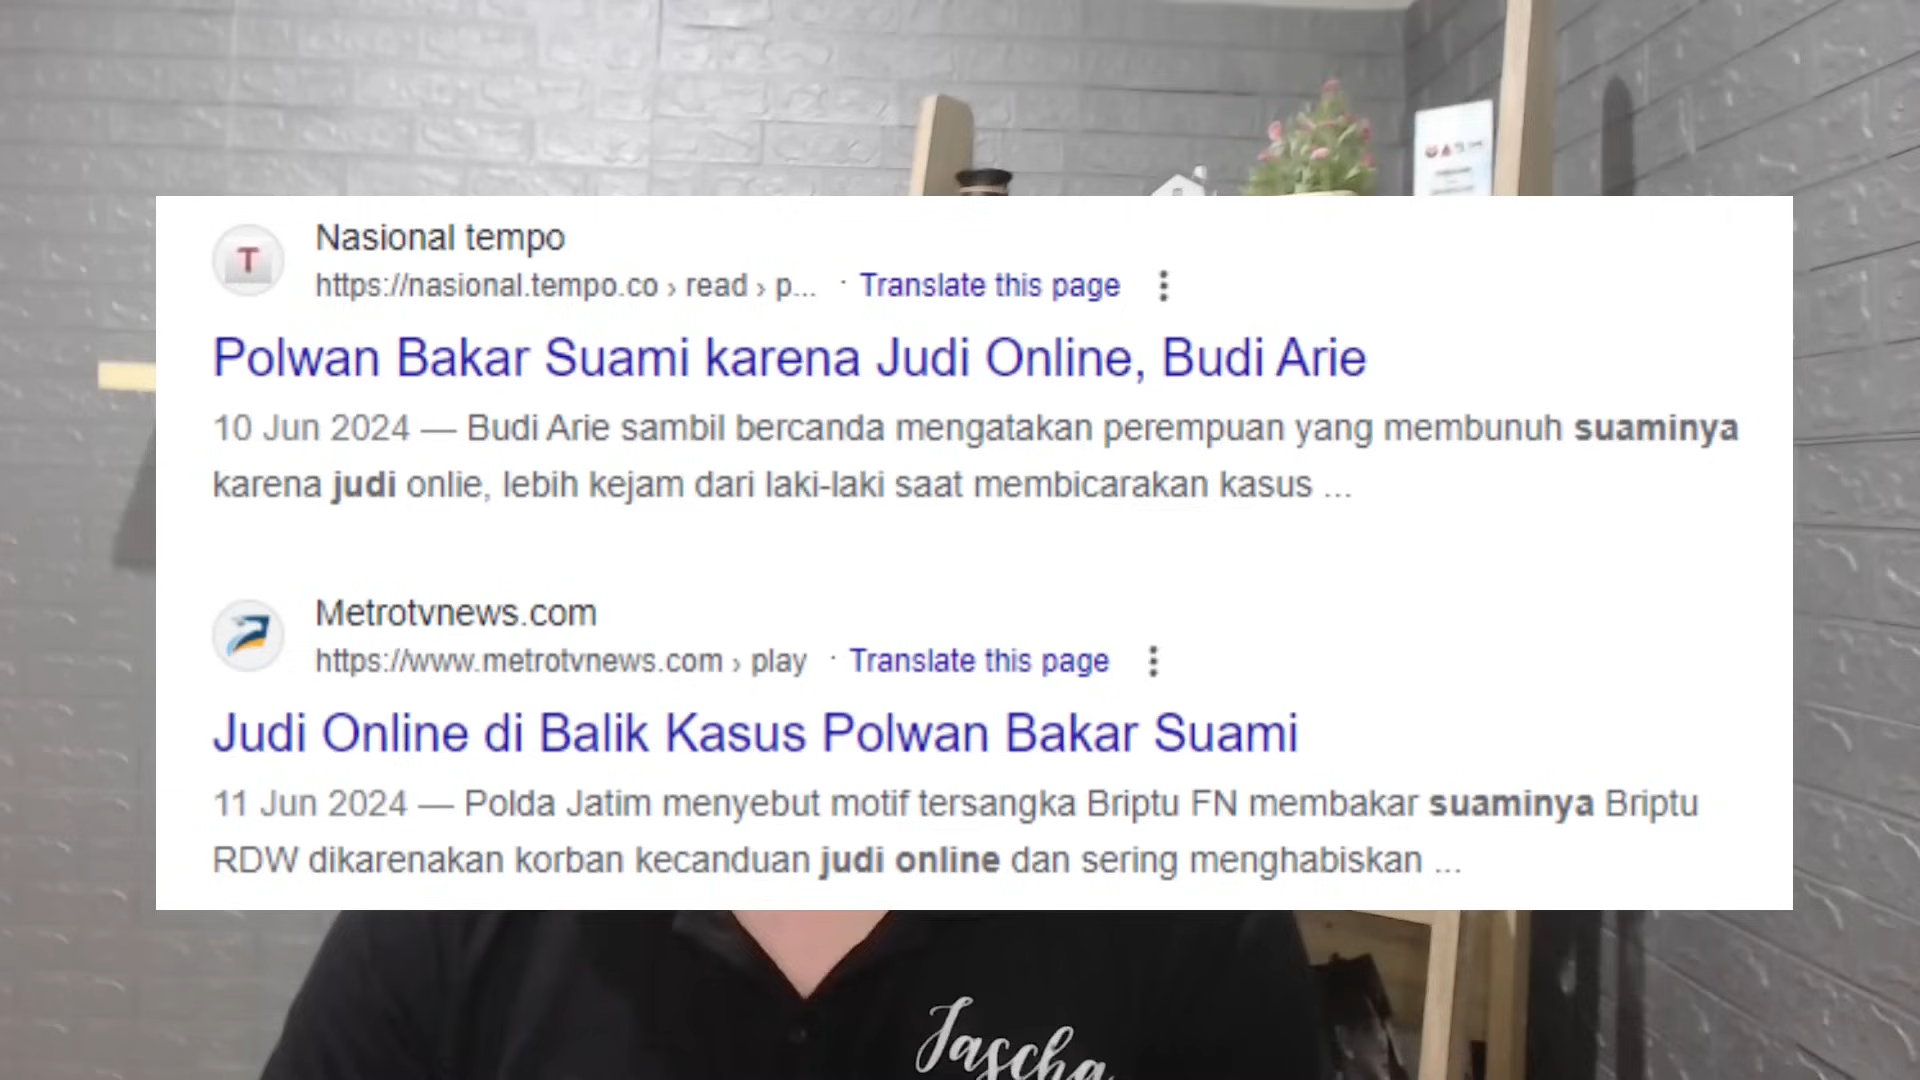 T
Nasional tempo
https://nasional.tempo.co › read › p... · Translate this page
Polwan Bakar Suami karena Judi Online, Budi Arie
10 Jun 2024 — Budi Arie sambil bercanda mengatakan perempuan yang membunuh suaminya
karena judi onlie, lebih kejam dari laki-laki saat membicarakan kasus ...
Metrotvnews.com
https://www.metrotvnews.com › play · Translate this page
Judi Online di Balik Kasus Polwan Bakar Suami
11 Jun 2024 — Polda Jatim menyebut motif tersangka Briptu FN membakar suaminya Briptu
RDW dikarenakan korban kecanduan judi online dan sering menghabiskan ...
Jascha